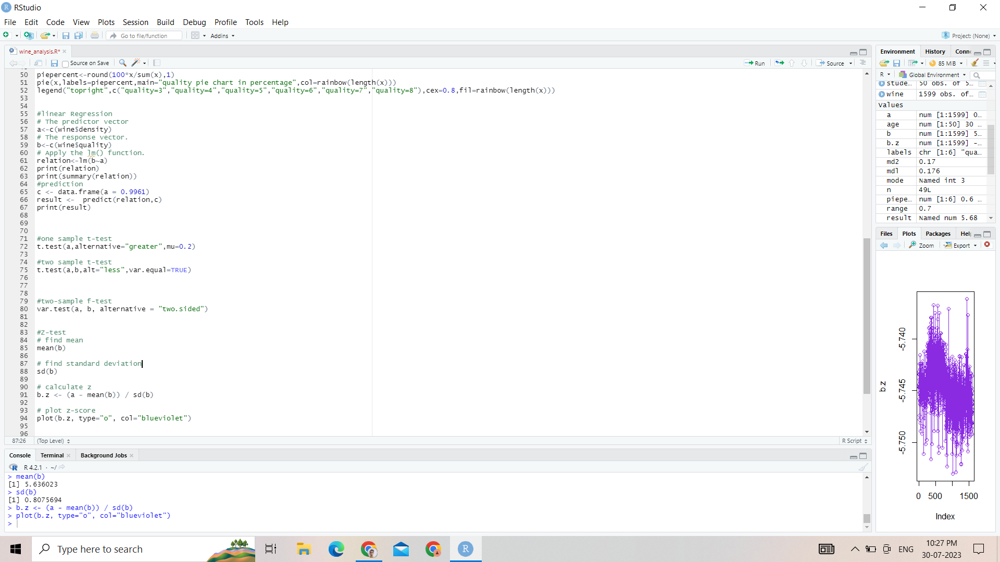 RStudio
File Edit Code View Plots Session Build Debug Profile Tools Help
Go to file/function Addins Project: (None)
wine_analysis.R*
Source on Save Run Source
50 piepercent<-round(100*x/sum(x),1)
51 pie(x,labels=piepercent,main="quality pie chart in percentage",col=rainbow(length(x)))
52 legend("topright",c("quality=3","quality=4","quality=5","quality=6","quality=7","quality=8"),cex=0.8,fil=rainbow(length(x)))
53
54
55 #linear Regression
56 # The predictor vector
57 a<-c(wine$density)
58 # The response vector.
59 b<-c(wine$quality)
60 # Apply the lm() function.
61 relation<-lm(b~a)
62 print(relation)
63 print(summary(relation))
64 #prediction
65 c <- data.frame(a = 0.9961)
66 result <-  predict(relation,c)
67 print(result)
68
69
70
71 #one sample t-test
72 t.test(a,alternative="greater",mu=0.2)
73
74 #two sample t-test
75 t.test(a,b,alt="less",var.equal=TRUE)
76
77
78
79 #two-sample f-test
80 var.test(a, b, alternative = "two.sided")
81
82
83 #Z-test
84 # find mean
85 mean(b)
86
87 # find standard deviation
88 sd(b)
89
90 # calculate z
91 b.z <- (a - mean(b)) / sd(b)
92
93 # plot z-score
94 plot(b.z, type="o", col="blueviolet")
95
96
87:26 (Top Level) R Script
Console Terminal Background Jobs
R 4.2.1 · ~/
> mean(b)
[1] 5.636023
> sd(b)
[1] 0.8075694
> b.z <- (a - mean(b)) / sd(b)
> plot(b.z, type="o", col="blueviolet")
>
Environment History Conne
85 MiB
R Global Environment
stude… 50 obs. of 5…
wine 1599 obs. of…
Values
a num [1:1599] 0…
age num [1:50] 30 …
b num [1:1599] 5…
b.z num [1:1599] -…
labels chr [1:6] "qua…
md2 0.17
mdl 0.176
mode Named int 3
n 49L
piepe… num [1:6] 0.6 …
range 0.7
result Named num 5.68
Files Plots Packages Hel
Zoom Export
-5.740
-5.745
-5.750
b.z
0 500 1500
Index
Type here to search
ENG
10:27 PM
30-07-2023